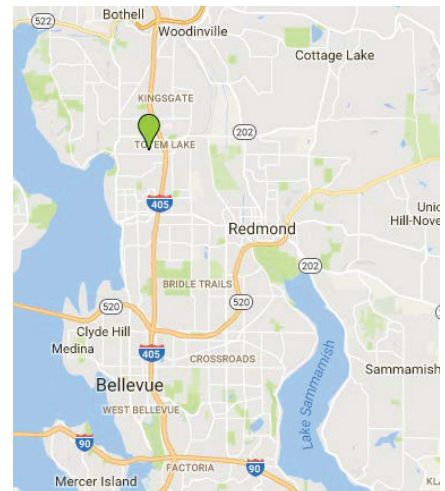 Bothell
522
Woodinville
Cottage Lake
KINGSGATE
202
TOTEM LAKE
405
Redmond
Unio
Hill-Nove
202
BRIDLE TRAILS
520
520
Clyde Hill
Medina
405
CROSSROADS
Sammamish
Bellevue
Lake Sammamish
WEST BELLEVUE
90
FACTORIA
90
Mercer Island
KL